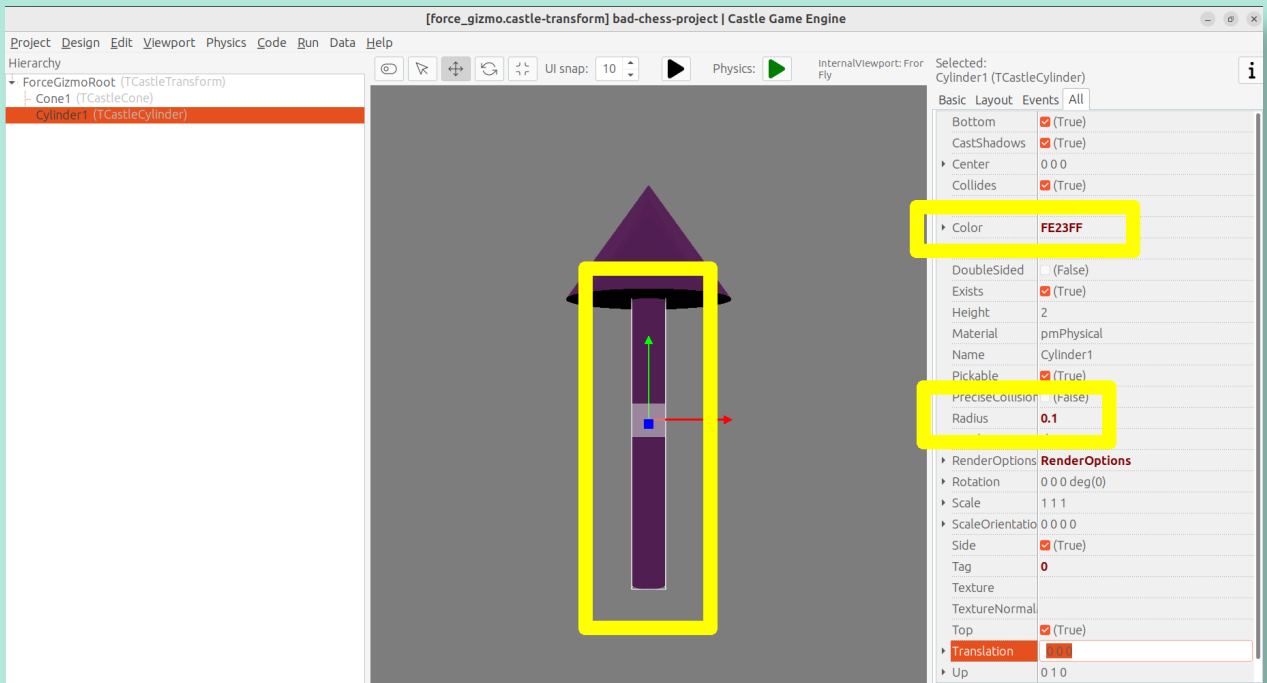 [force_gizmo.castle-transform] bad-chess-project | Castle Game Engine
Project Design Edit Viewport Physics Code Run Data Help
Hierarchy
ForceGizmoRoot (TCastleTransform)
Cone1 (TCastleCone)
Cylinder1 (TCastleCylinder)
UI snap: 10 Physics:
InternalViewport: Fror
Fly
Selected:
Cylinder1 (TCastleCylinder)
i
Basic Layout Events All
Bottom (True)
CastShadows (True)
Center 0 0 0
Collides (True)
Color FE23FF
DoubleSided (False)
Exists (True)
Height 2
Material pmPhysical
Name Cylinder1
Pickable (True)
PreciseCollision (False)
Radius 0.1
RenderOptions RenderOptions
Rotation 0 0 0 deg(0)
Scale 1 1 1
ScaleOrientatio 0 0 0 0
Side (True)
Tag 0
Texture
TextureNormal
Top (True)
Translation 0 0 0
Up 0 1 0